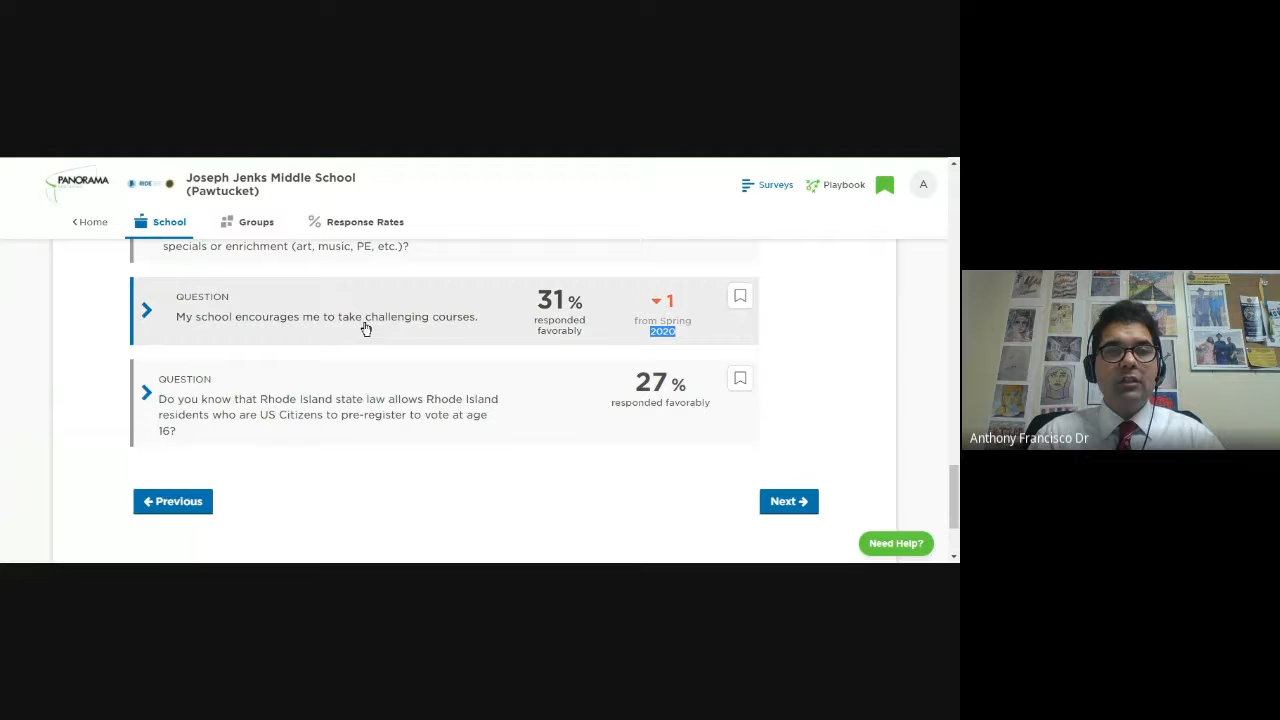 PANORAMA
RIDE
Joseph Jenks Middle School
(Pawtucket)
Surveys
Playbook
A
Home
School
Groups
Response Rates
specials or enrichment (art, music, PE, etc.)?
QUESTION
My school encourages me to take challenging courses.
31 %
responded
favorably
1
from Spring
2020
QUESTION
Do you know that Rhode Island state law allows Rhode Island
residents who are US Citizens to pre-register to vote at age
16?
27 %
responded favorably
Previous
Next
Need Help?
Anthony Francisco Dr